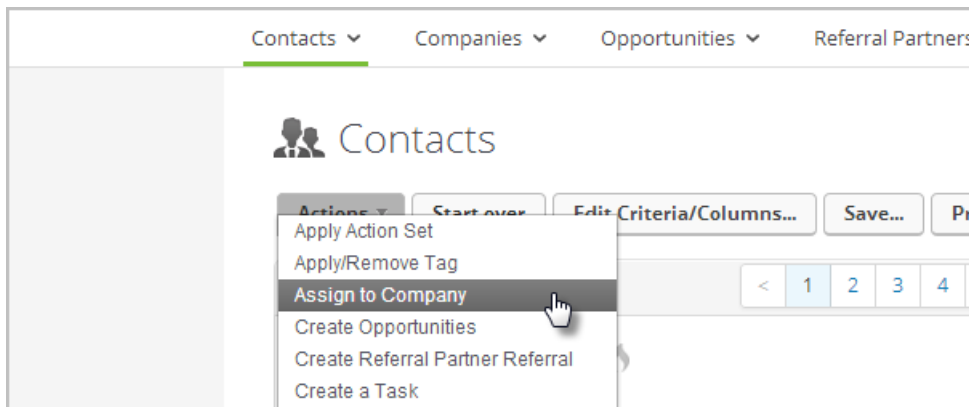 Contacts Companies Opportunities Referral Partners
Contacts
Actions Start over Edit Criteria/Columns... Save...
Apply Action Set
Apply/Remove Tag
Assign to Company
< 1 2 3 4
Create Opportunities
Create Referral Partner Referral
Create a Task